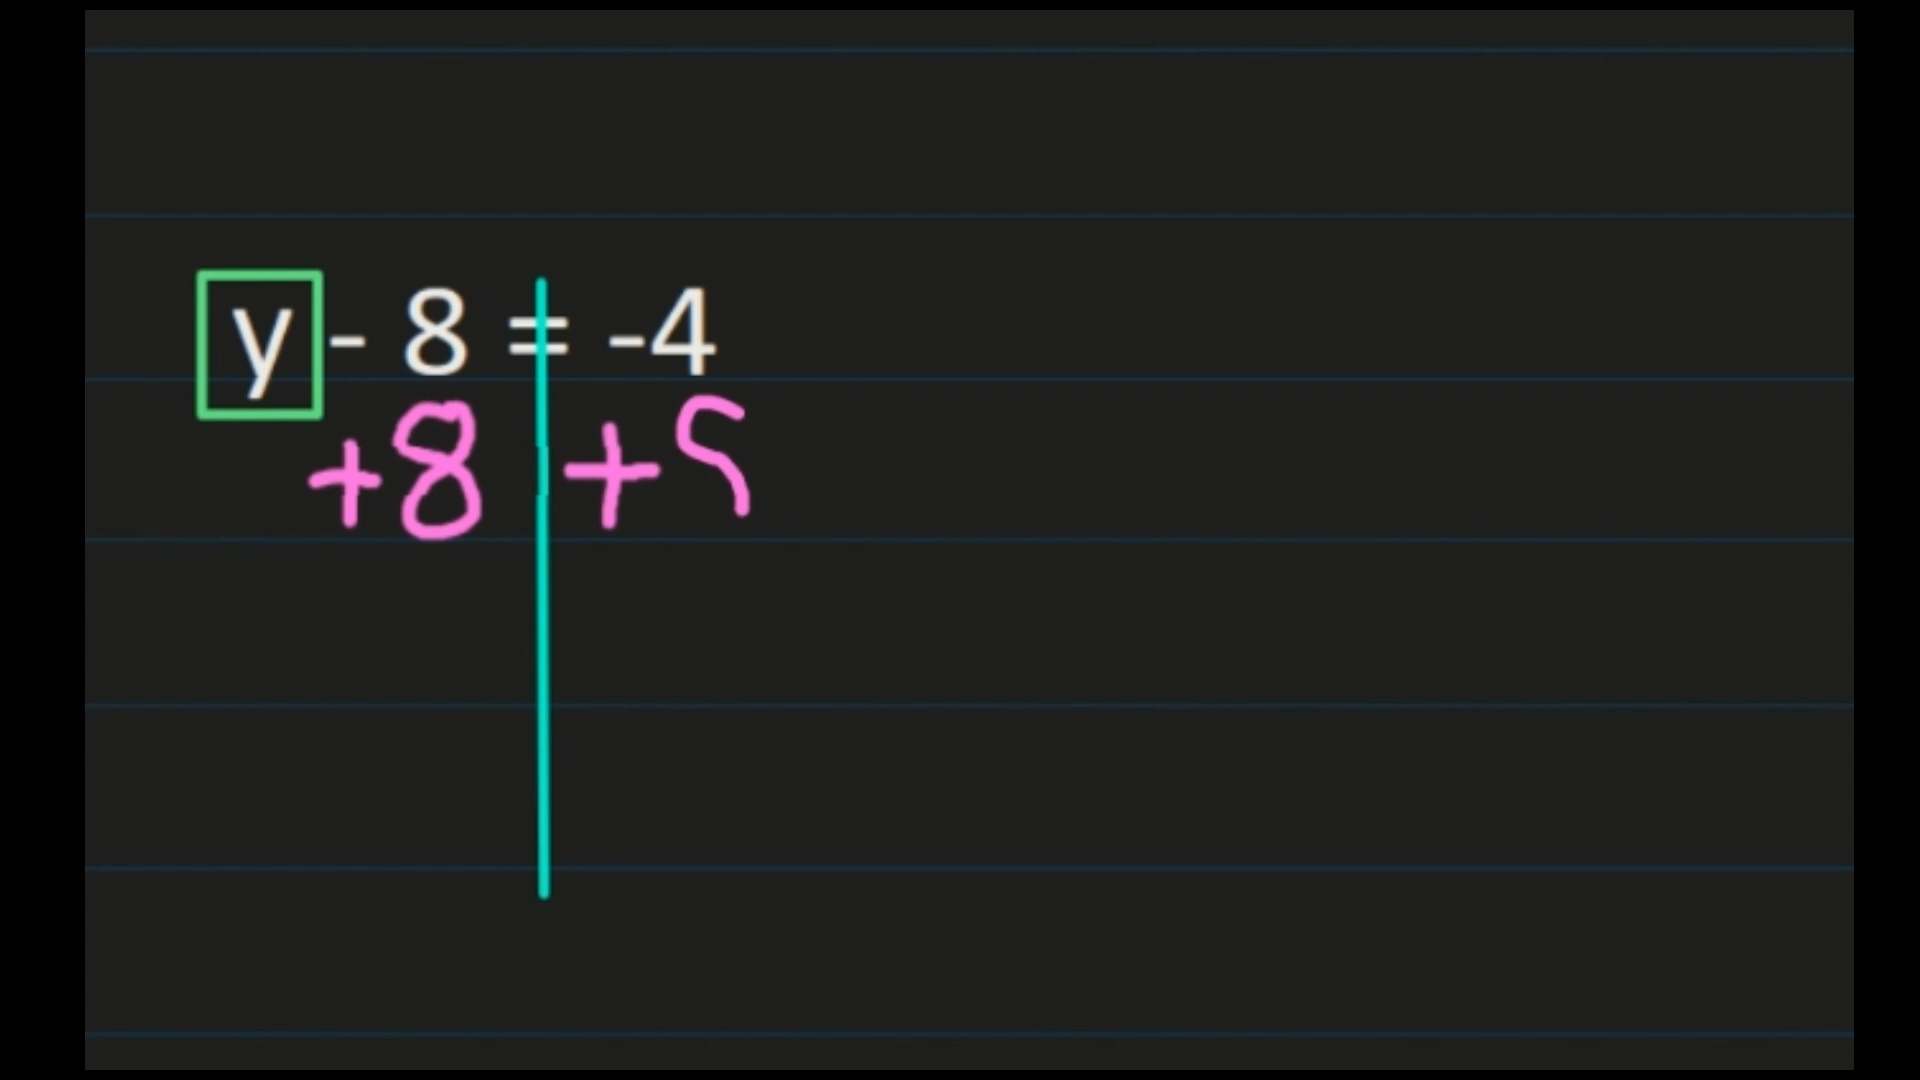 y - 8 = -4
+8 +